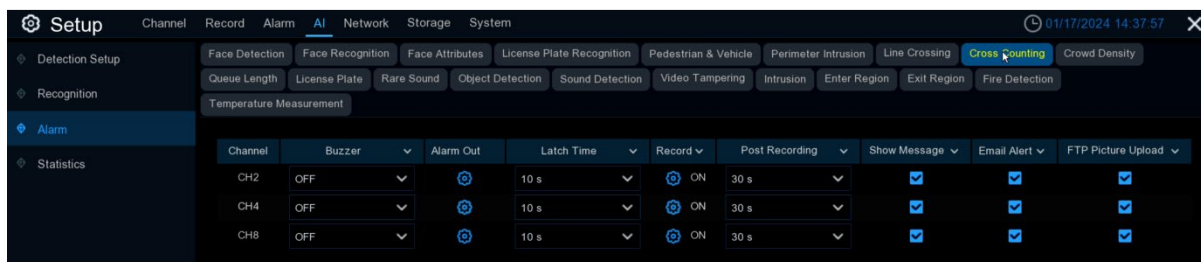 Setup Channel Record Alarm AI Network Storage System 01/17/2024 14:37:57
Detection Setup
Recognition
Alarm
Statistics
Face Detection Face Recognition Face Attributes License Plate Recognition Pedestrian & Vehicle Perimeter Intrusion Line Crossing Cross Counting Crowd Density
Queue Length License Plate Rare Sound Object Detection Sound Detection Video Tampering Intrusion Enter Region Exit Region Fire Detection
Temperature Measurement
Channel Buzzer Alarm Out Latch Time Record Post Recording Show Message Email Alert FTP Picture Upload
CH2 OFF 10 s ON 30 s
CH4 OFF 10 s ON 30 s
CH8 OFF 10 s ON 30 s